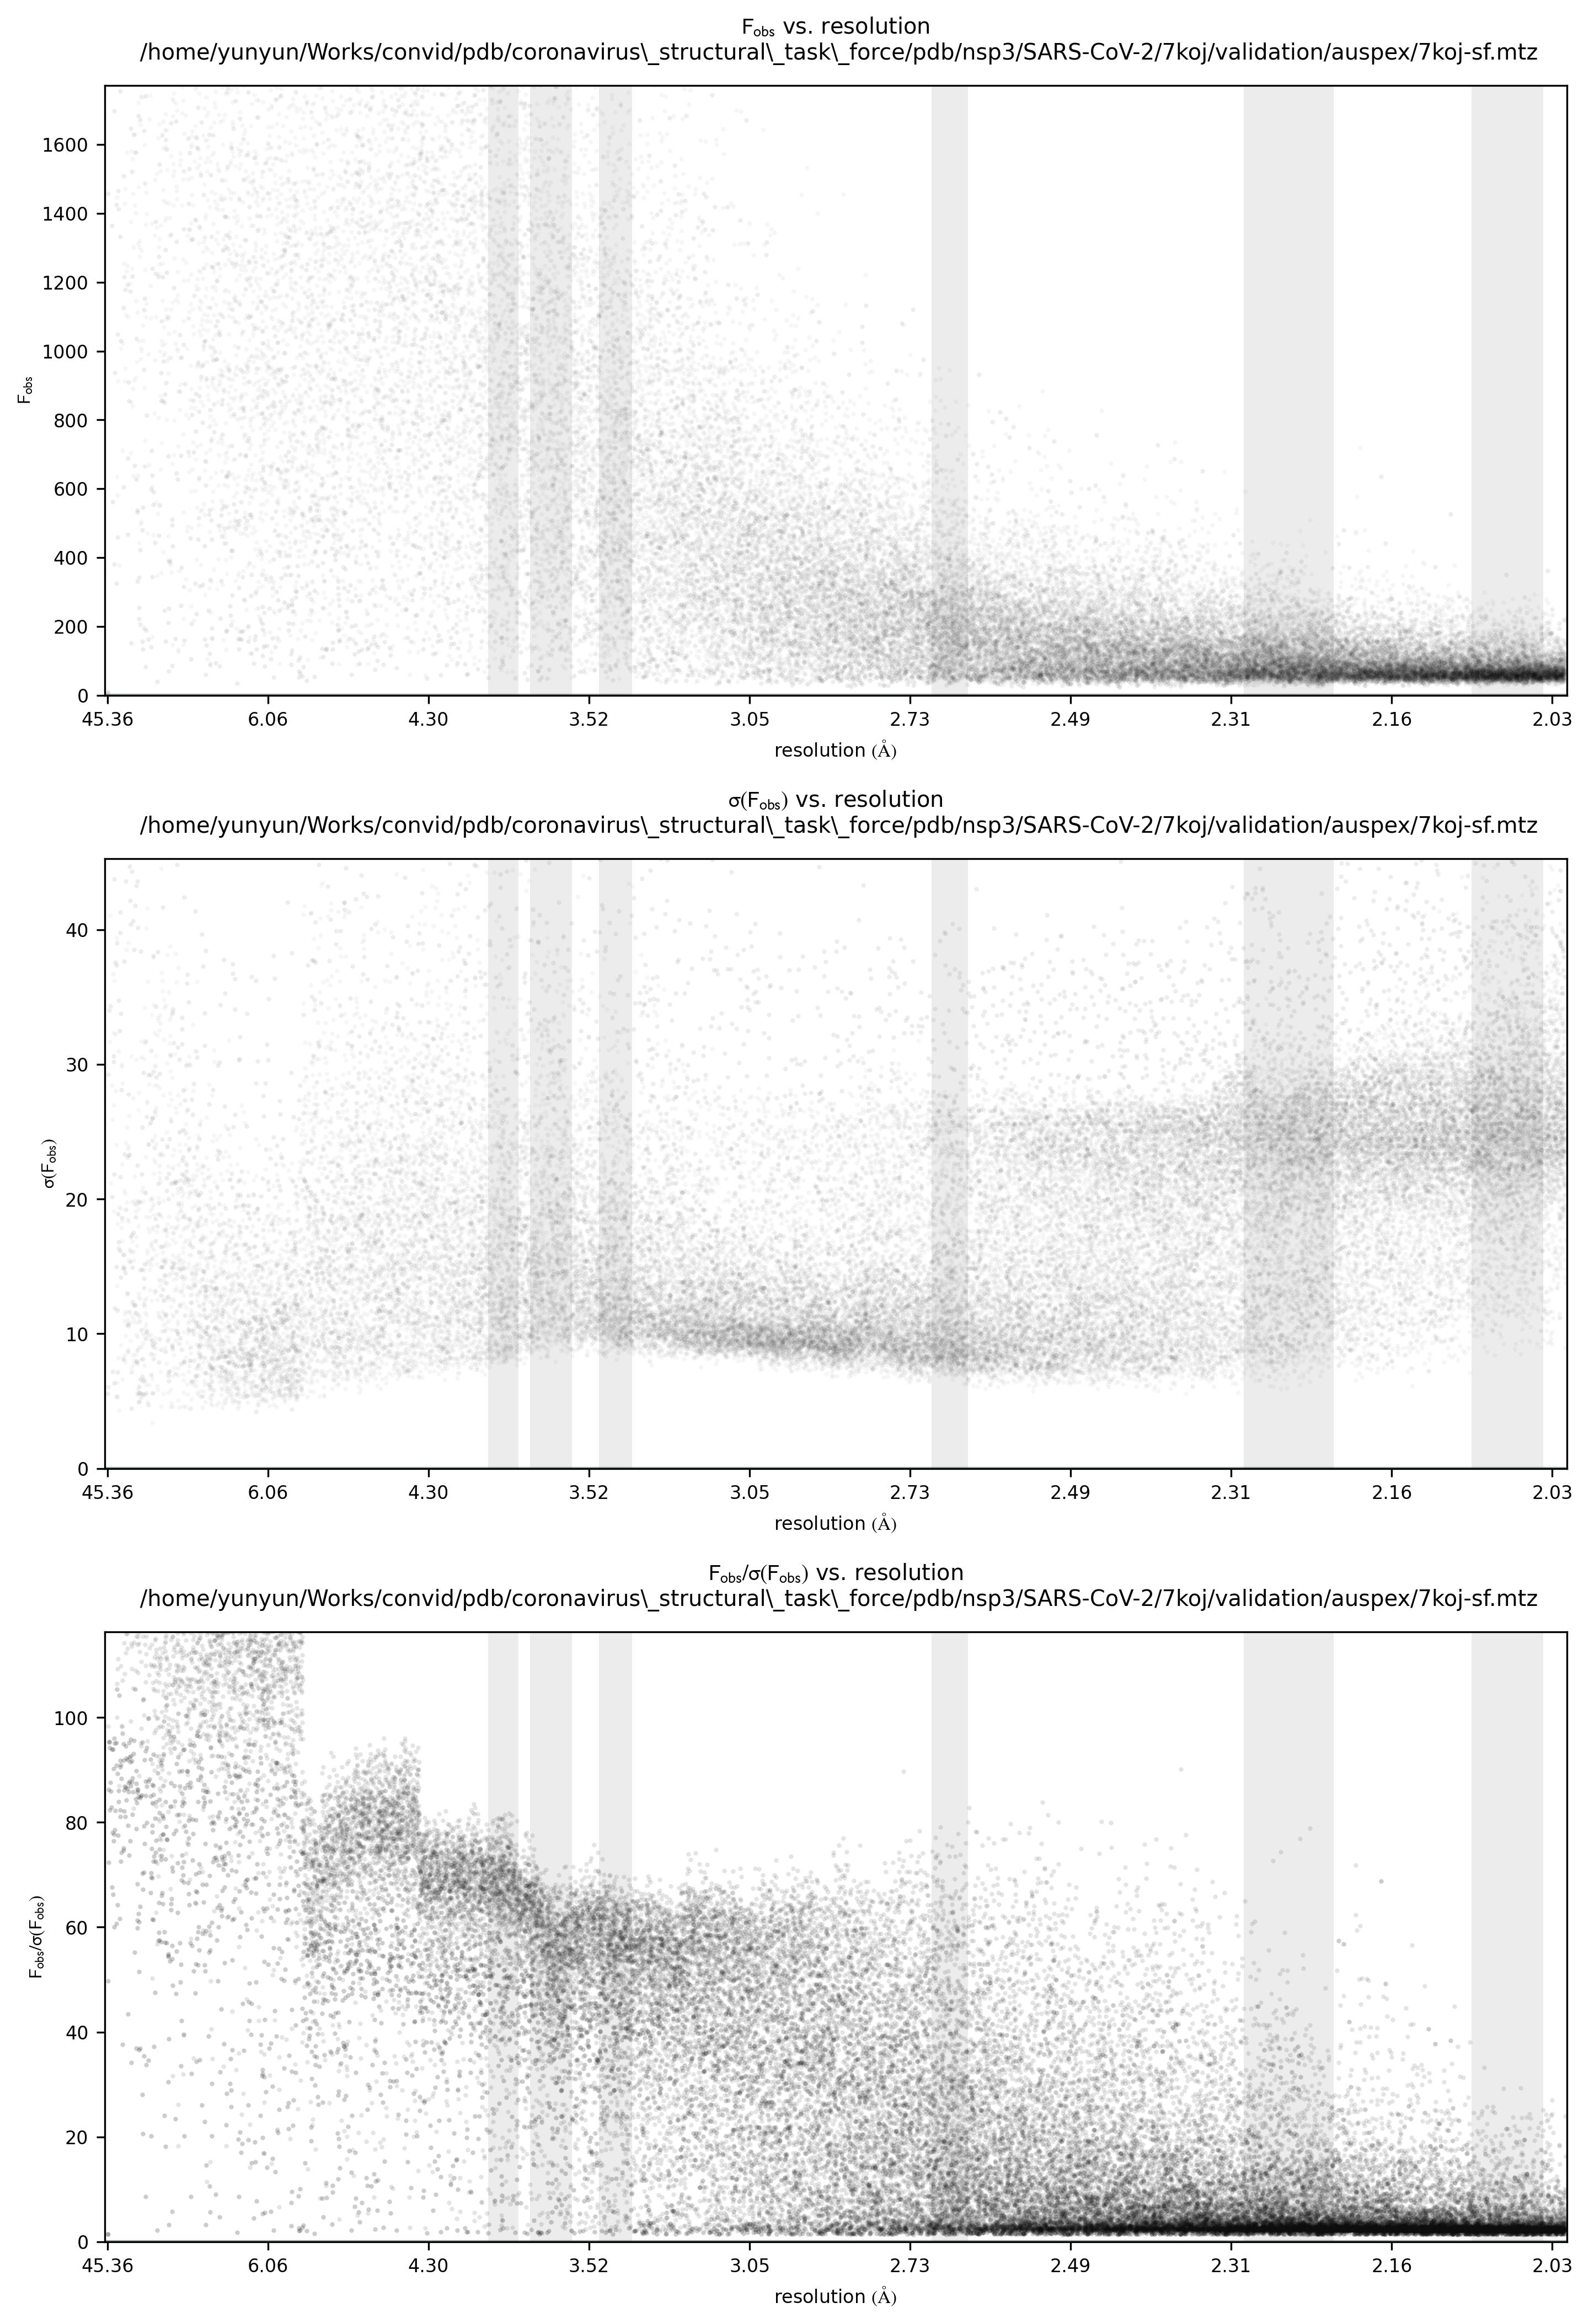 Fobs vs. resolution
/home/yunyun/Works/convid/pdb/coronavirus\_structural\_task\_force/pdb/nsp3/SARS-CoV-2/7koj/validation/auspex/7koj-sf.mtz
1600
1400
1200
1000
800
600
400
200
0
Fobs
45.36 6.06 4.30 3.52 3.05 2.73 2.49 2.31 2.16 2.03
resolution (Å)
σ(Fobs) vs. resolution
/home/yunyun/Works/convid/pdb/coronavirus\_structural\_task\_force/pdb/nsp3/SARS-CoV-2/7koj/validation/auspex/7koj-sf.mtz
40
30
20
10
0
σ(Fobs)
45.36 6.06 4.30 3.52 3.05 2.73 2.49 2.31 2.16 2.03
resolution (Å)
Fobs/σ(Fobs) vs. resolution
/home/yunyun/Works/convid/pdb/coronavirus\_structural\_task\_force/pdb/nsp3/SARS-CoV-2/7koj/validation/auspex/7koj-sf.mtz
100
80
60
40
20
0
Fobs/σ(Fobs)
45.36 6.06 4.30 3.52 3.05 2.73 2.49 2.31 2.16 2.03
resolution (Å)